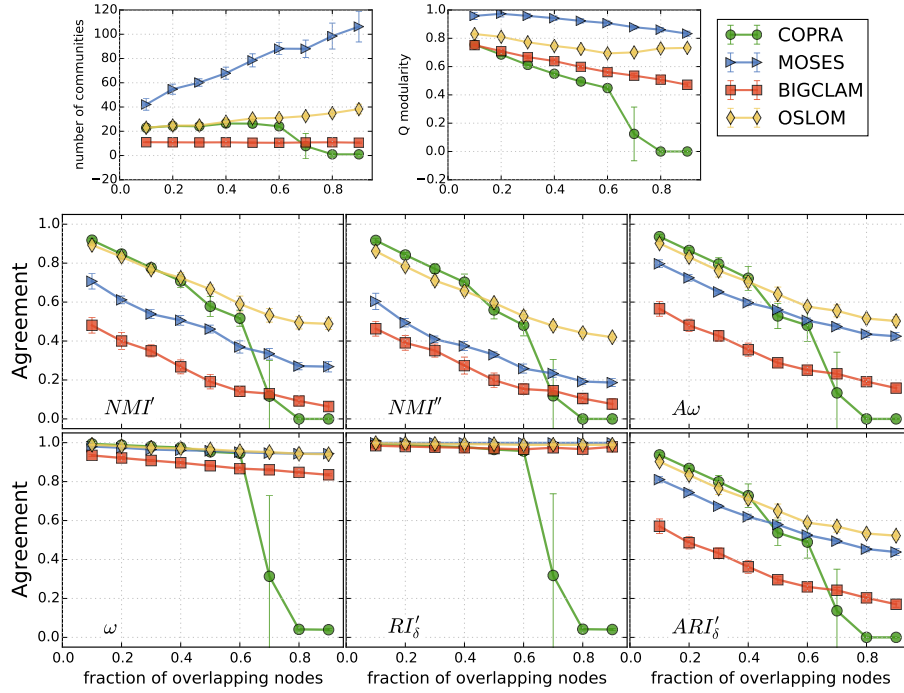 120
100
80
60
40
20
0
−20
number of communities
0.0 0.2 0.4 0.6 0.8
1.0
0.8
0.6
0.4
0.2
0.0
−0.2
Q modularity
0.0 0.2 0.4 0.6 0.8
COPRA
MOSES
BIGCLAM
OSLOM
1.0
0.8
0.6
0.4
0.2
0.0
Agreement
NMI′
NMI″
Aω
1.0
0.8
0.6
0.4
0.2
0.0
Agreement
ω
RI′δ
ARI′δ
0.0 0.2 0.4 0.6 0.8
0.0 0.2 0.4 0.6 0.8
0.0 0.2 0.4 0.6 0.8
fraction of overlapping nodes
fraction of overlapping nodes
fraction of overlapping nodes